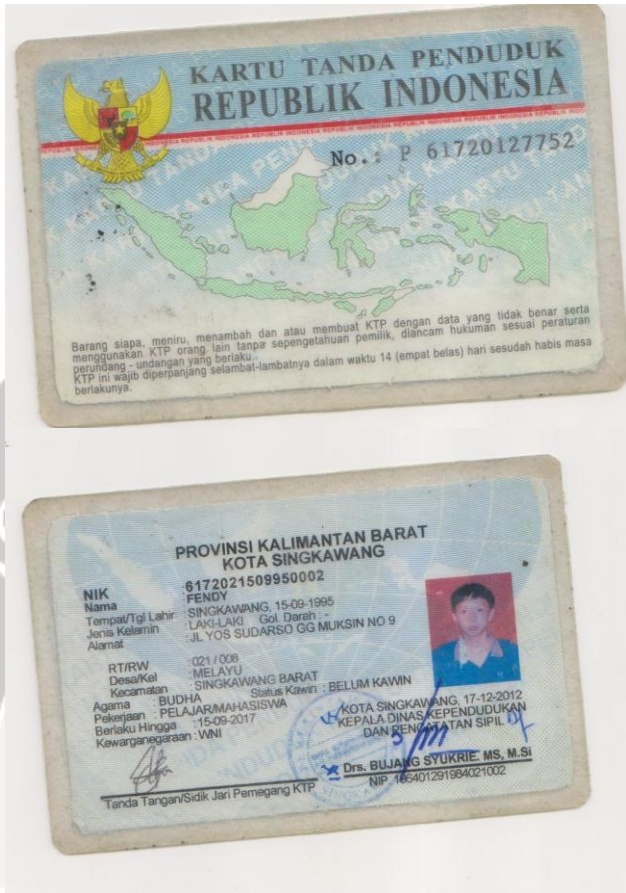 KARTU TANDA PENDUDUK
REPUBLIK INDONESIA
No.: P 61720127752
Barang siapa, meniru, menambah dan atau membuat KTP dengan data yang tidak benar serta
menggunakan KTP orang lain tanpa sepengetahuan pemilik, diancam hukuman sesuai peraturan
perundang - undangan yang berlaku.
KTP ini wajib diperpanjang selambat-lambatnya dalam waktu 14 (empat belas) hari sesudah habis masa
berlakunya.
PROVINSI KALIMANTAN BARAT
KOTA SINGKAWANG
NIK : 6172021509950002
Nama : FENDY
Tempat/Tgl Lahir : SINGKAWANG, 15-09-1995
Jenis Kelamin : LAKI-LAKI Gol. Darah : -
Alamat : JL YOS SUDARSO GG MUKSIN NO 9
RT/RW : 021 / 006
Desa/Kel : MELAYU
Kecamatan : SINGKAWANG BARAT
Agama : BUDHA Status Kawin : BELUM KAWIN
Pekerjaan : PELAJAR/MAHASISWA
Berlaku Hingga : 15-09-2017
Kewarganegaraan : WNI
KOTA SINGKAWANG, 17-12-2012
KEPALA DINAS KEPENDUDUKAN
DAN PENCATATAN SIPIL
Drs. BUJANG SYUKRIE, MS, M.Si
NIP. 196401291984021002
Tanda Tangan/Sidik Jari Pemegang KTP